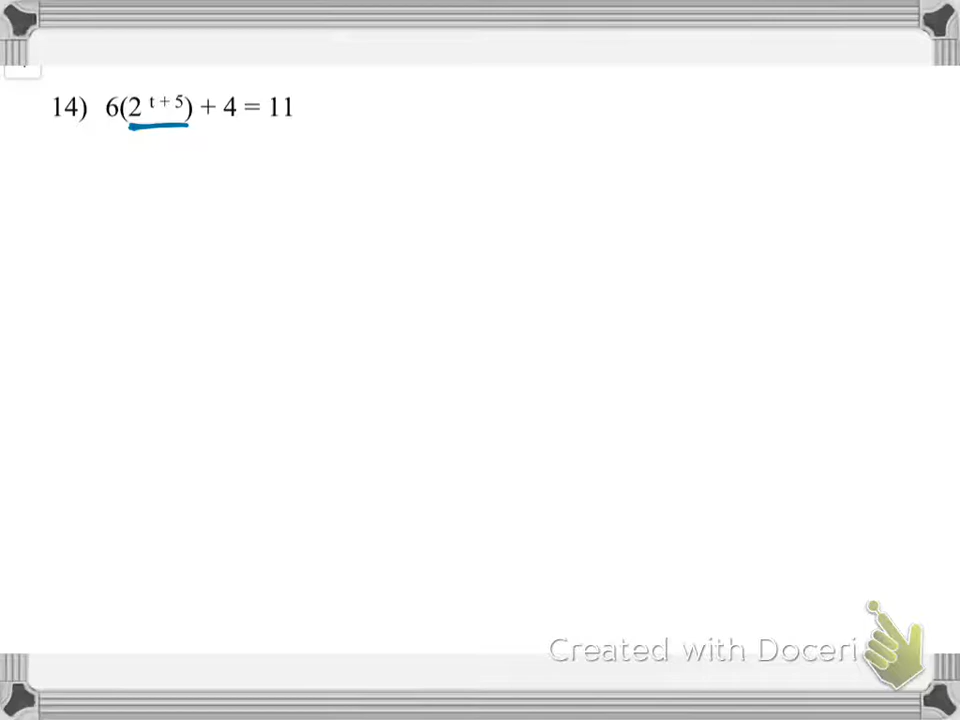 14) 6(2 ᵗ ⁺ ⁵) + 4 = 11
Created with Doceri